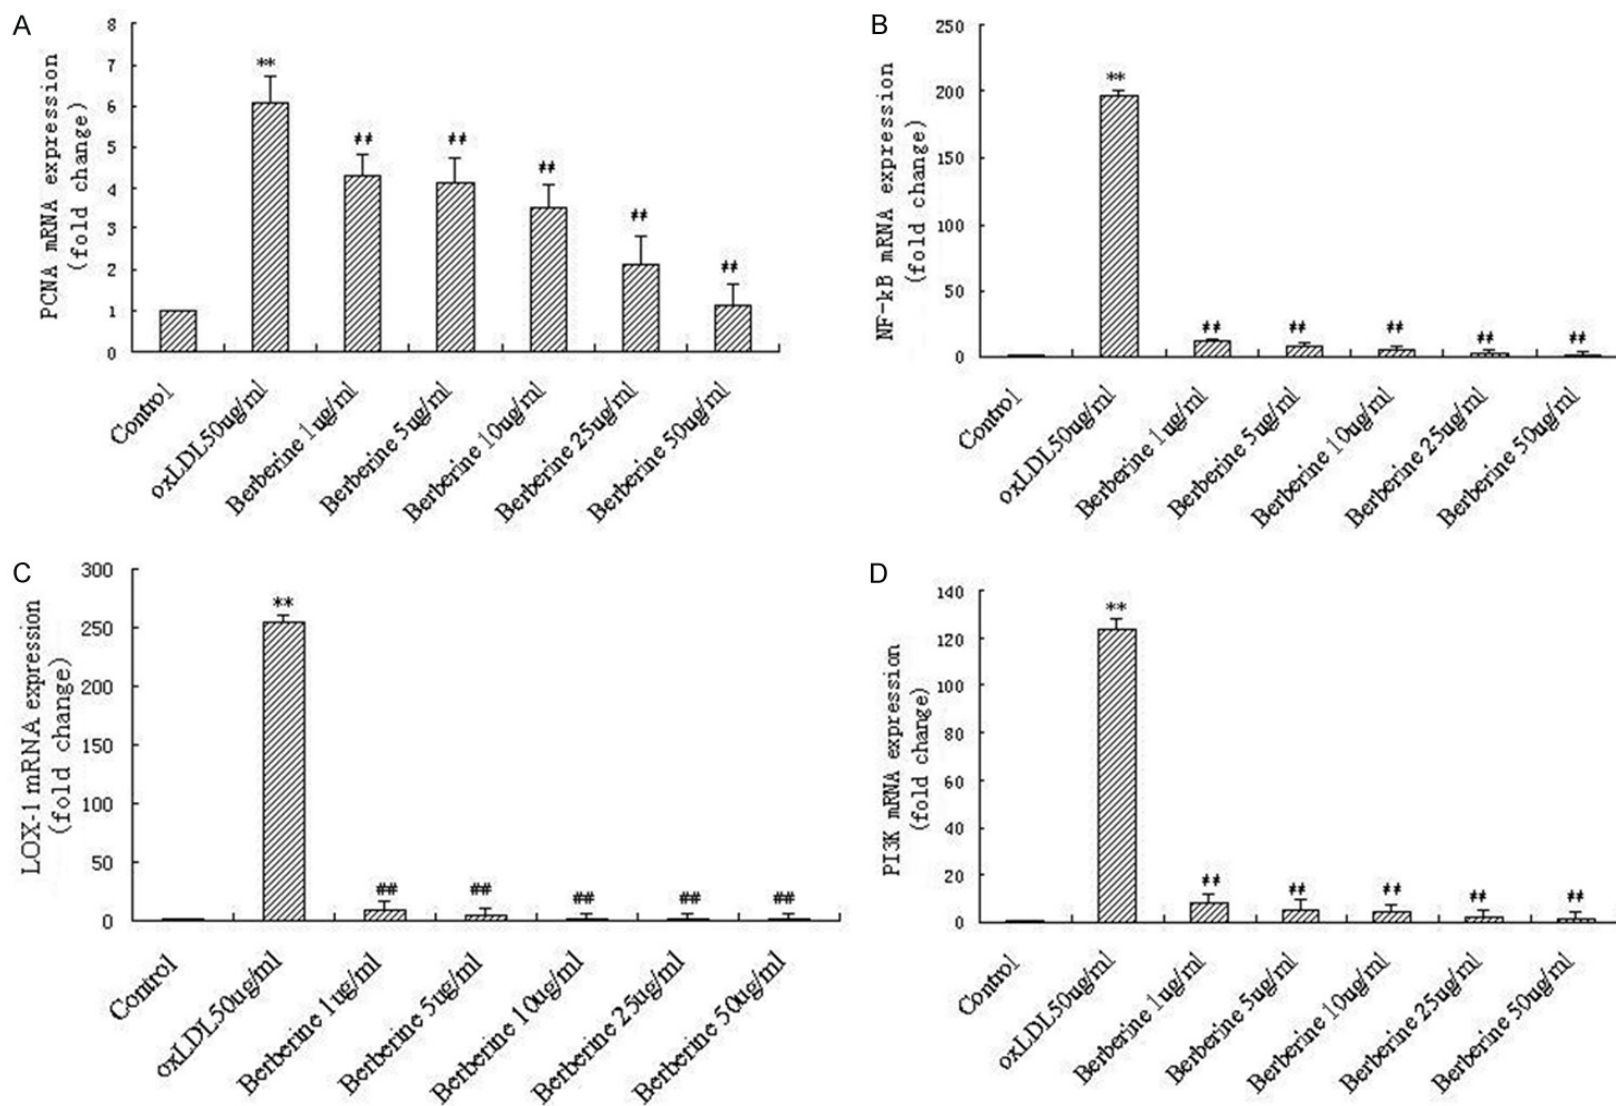 A
PCNA mRNA expression
(fold change)
8
7
6
5
4
3
2
1
0
**
##
##
##
##
##
Control
oxLDL50ug/ml
Berberine 1ug/ml
Berberine 5ug/ml
Berberine 10ug/ml
Berberine 25ug/ml
Berberine 50ug/ml
B
NF-kB mRNA expression
(fold change)
250
200
150
100
50
0
**
##
##
##
##
##
Control
oxLDL50ug/ml
Berberine 1ug/ml
Berberine 5ug/ml
Berberine 10ug/ml
Berberine 25ug/ml
Berberine 50ug/ml
C
LOX-1 mRNA expression
(fold change)
300
250
200
150
100
50
0
**
##
##
##
##
##
Control
oxLDL50ug/ml
Berberine 1ug/ml
Berberine 5ug/ml
Berberine 10ug/ml
Berberine 25ug/ml
Berberine 50ug/ml
D
PI3K mRNA expression
(fold change)
140
120
100
80
60
40
20
0
**
##
##
##
##
##
Control
oxLDL50ug/ml
Berberine 1ug/ml
Berberine 5ug/ml
Berberine 10ug/ml
Berberine 25ug/ml
Berberine 50ug/ml